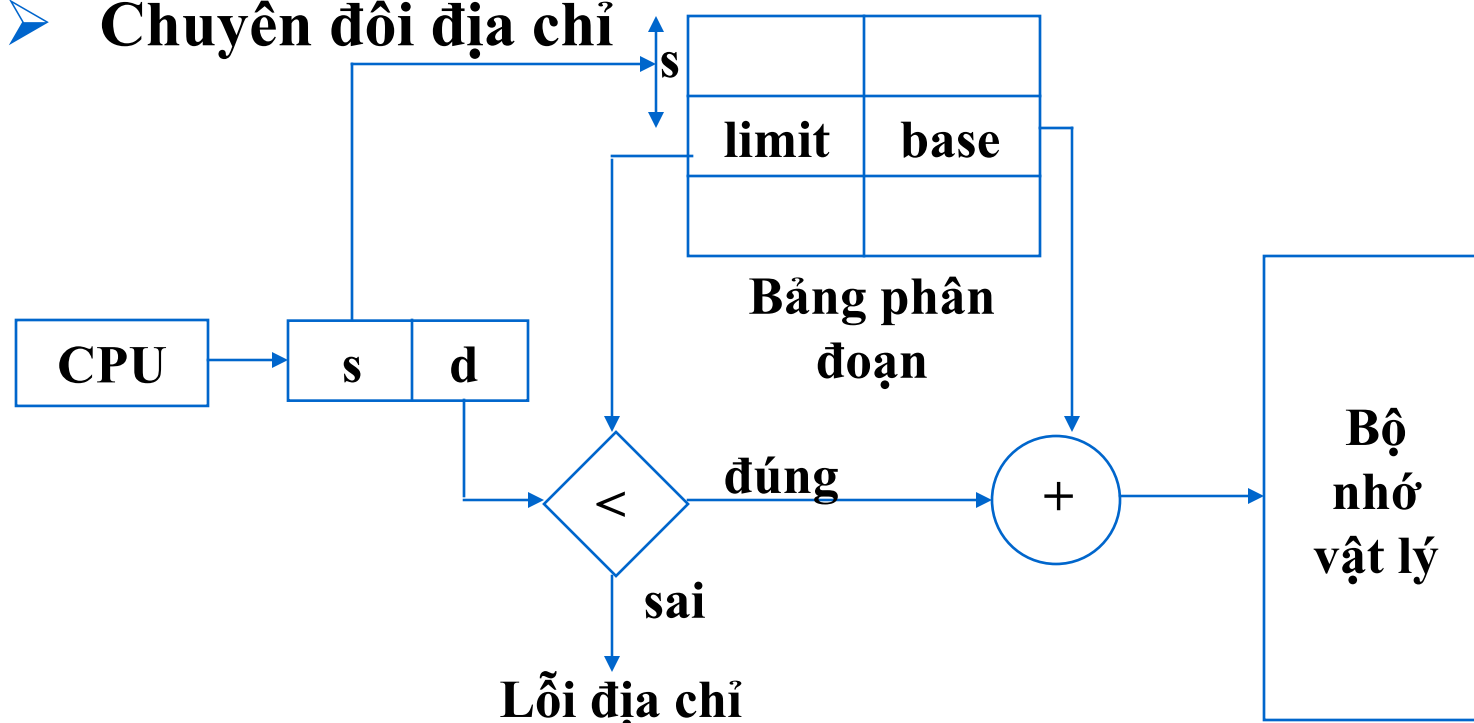 Chuyển đổi địa chỉ
s
limit base
Bảng phân
đoạn
CPU
s d
<
đúng
+
sai
Lỗi địa chỉ
Bộ
nhớ
vật lý